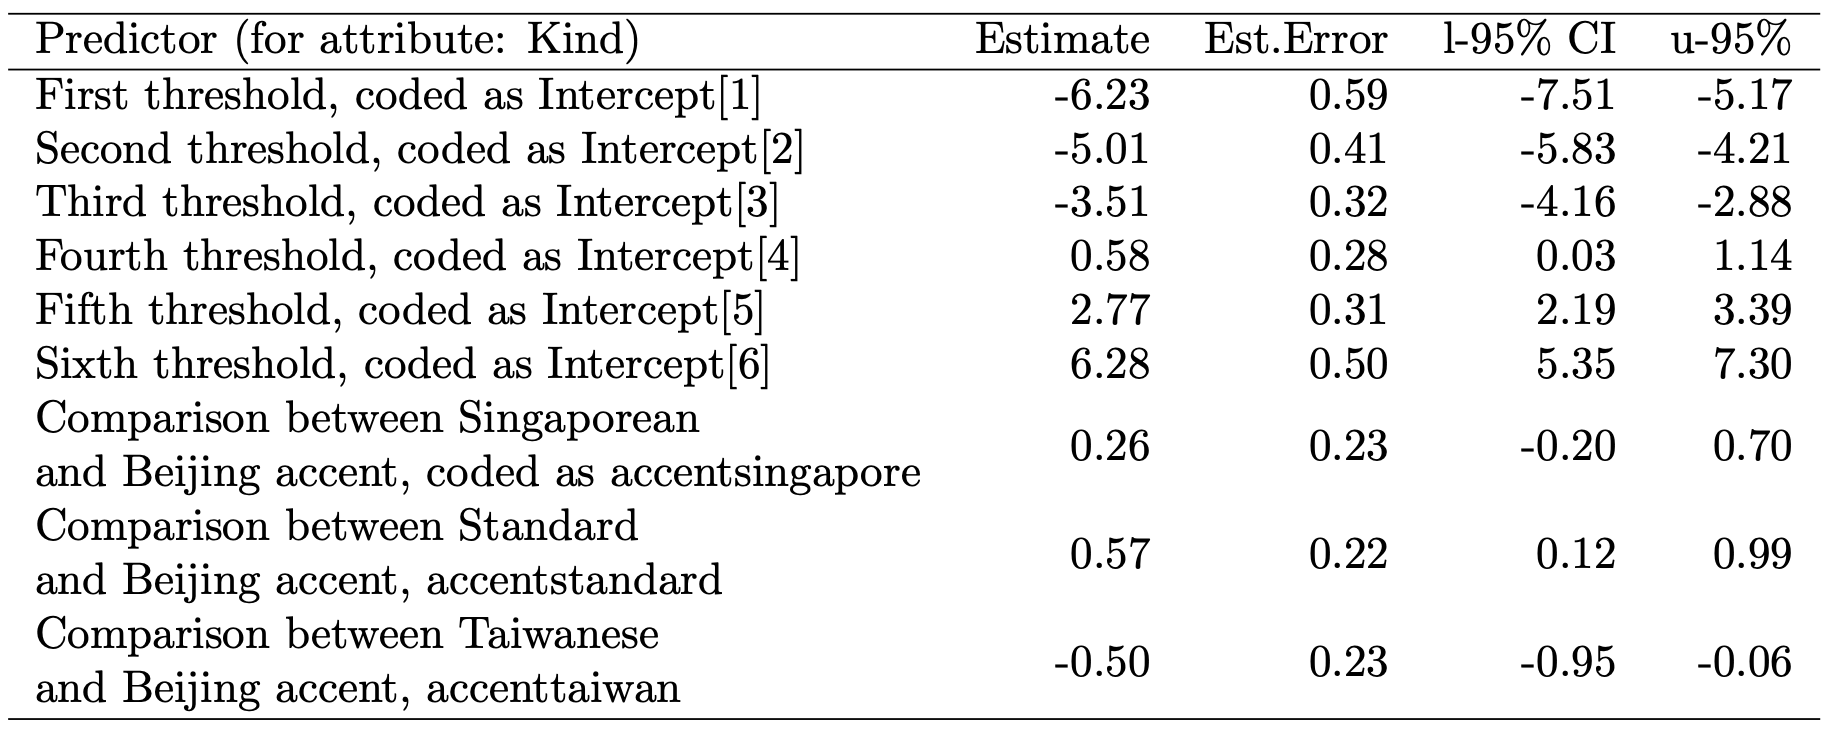 Predictor (for attribute: Kind) Estimate Est.Error l-95% CI u-95%
First threshold, coded as Intercept[1] -6.23 0.59 -7.51 -5.17
Second threshold, coded as Intercept[2] -5.01 0.41 -5.83 -4.21
Third threshold, coded as Intercept[3] -3.51 0.32 -4.16 -2.88
Fourth threshold, coded as Intercept[4] 0.58 0.28 0.03 1.14
Fifth threshold, coded as Intercept[5] 2.77 0.31 2.19 3.39
Sixth threshold, coded as Intercept[6] 6.28 0.50 5.35 7.30
Comparison between Singaporean
and Beijing accent, coded as accentsingapore 0.26 0.23 -0.20 0.70
Comparison between Standard
and Beijing accent, accentstandard 0.57 0.22 0.12 0.99
Comparison between Taiwanese
and Beijing accent, accenttaiwan -0.50 0.23 -0.95 -0.06